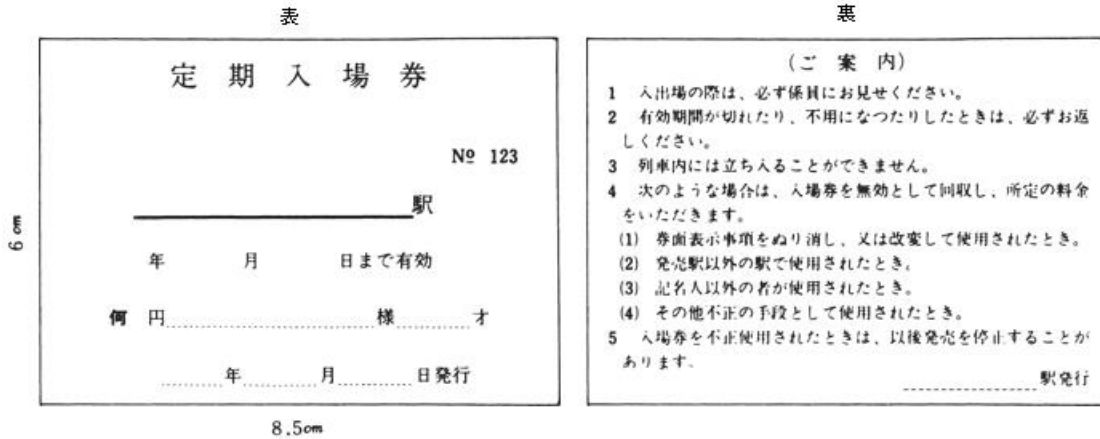 表
定期入場券
№ 123
駅
年 月 日まで有効
何 円 様 才
年 月 日発行
6cm
8.5cm
裏
(ご案内)
1 入出場の際は、必ず係員にお見せください。
2 有効期間が切れたり、不用になつたりしたときは、必ずお返
しください。
3 列車内には立ち入ることができません。
4 次のような場合は、入場券を無効として回収し、所定の料金
をいただきます。
(1) 券面表示事項をぬり消し、又は改変して使用されたとき。
(2) 発売駅以外の駅で使用されたとき。
(3) 記名人以外の者が使用されたとき。
(4) その他不正の手段として使用されたとき。
5 入場券を不正使用されたときは、以後発売を停止することが
あります。
駅発行